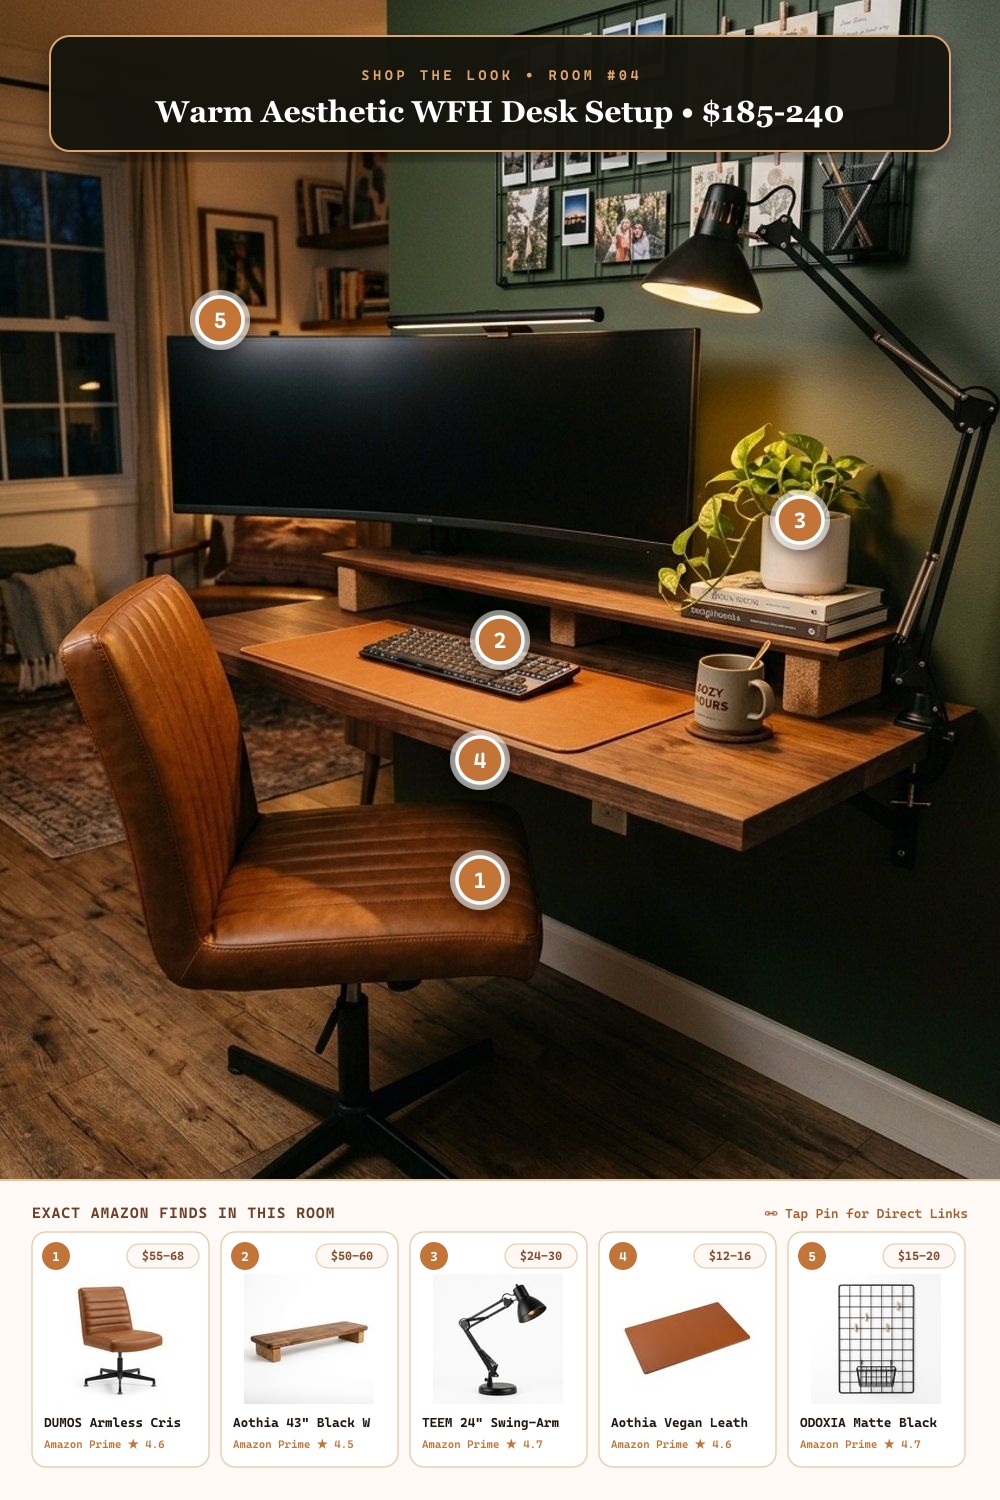 SHOP THE LOOK • ROOM #04
Warm Aesthetic WFH Desk Setup • $185-240
5
3
2
COZY
HOURS
4
1
EXACT AMAZON FINDS IN THIS ROOM
Tap Pin for Direct Links
1 $55-68
2 $50-60
3 $24-30
4 $12-16
5 $15-20
DUMOS Armless Cris
Aothia 43" Black W
TEEM 24" Swing-Arm
Aothia Vegan Leath
ODOXIA Matte Black
Amazon Prime ★ 4.6
Amazon Prime ★ 4.5
Amazon Prime ★ 4.7
Amazon Prime ★ 4.6
Amazon Prime ★ 4.7